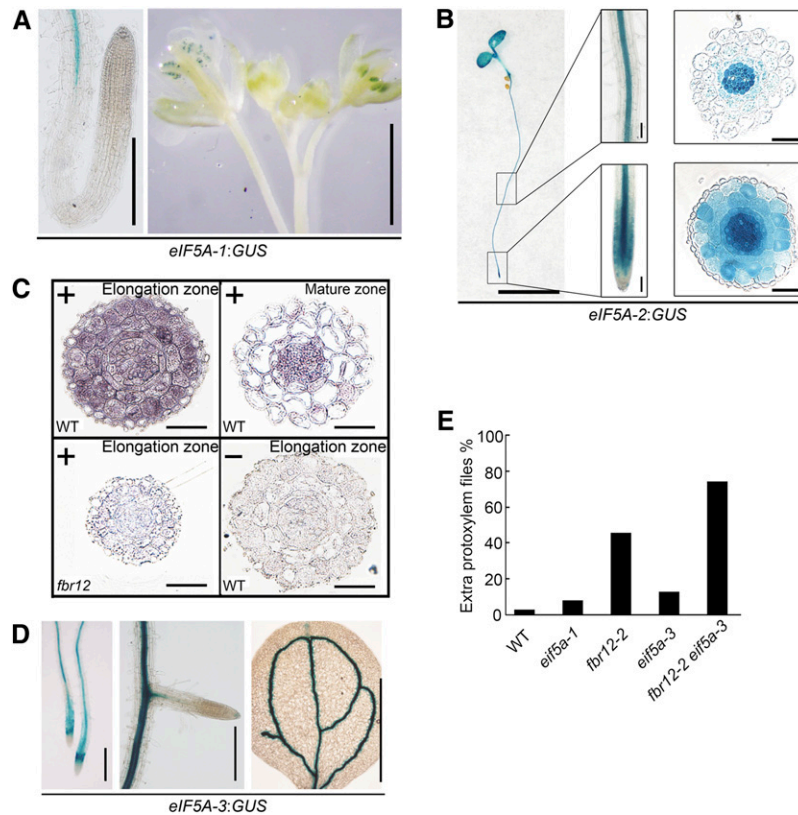 A
eIF5A-1:GUS
B
eIF5A-2:GUS
C
+ Elongation zone
WT
+ Mature zone
WT
+ Elongation zone
fbr12
− Elongation zone
WT
D
eIF5A-3:GUS
E
Extra protoxylem files %
100
80
60
40
20
0
WT
eif5a-1
fbr12-2
eif5a-3
fbr12-2 eif5a-3